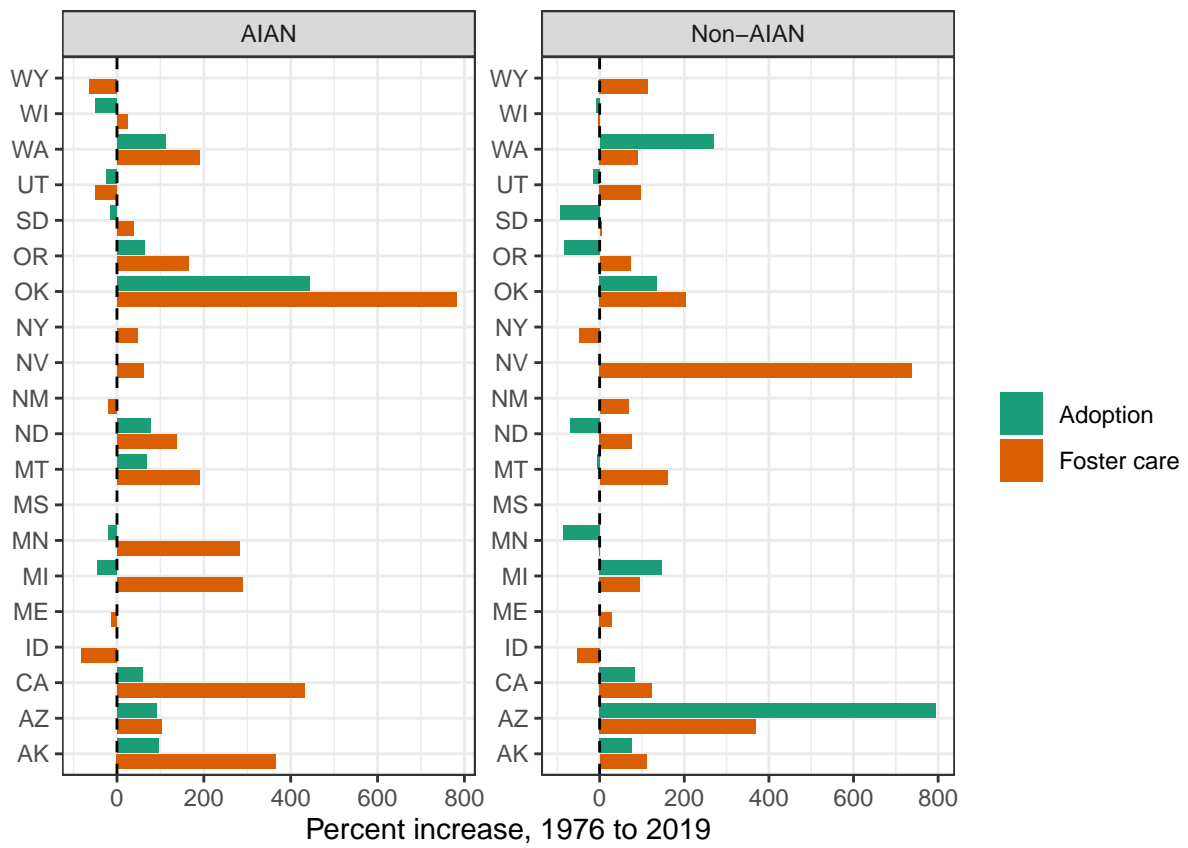 AIAN
Non−AIAN
WY
WI
WA
UT
SD
OR
OK
NY
NV
NM
ND
MT
MS
MN
MI
ME
ID
CA
AZ
AK
WY
WI
WA
UT
SD
OR
OK
NY
NV
NM
ND
MT
MS
MN
MI
ME
ID
CA
AZ
AK
0 200 400 600 800
0 200 400 600 800
Percent increase, 1976 to 2019
Adoption
Foster care